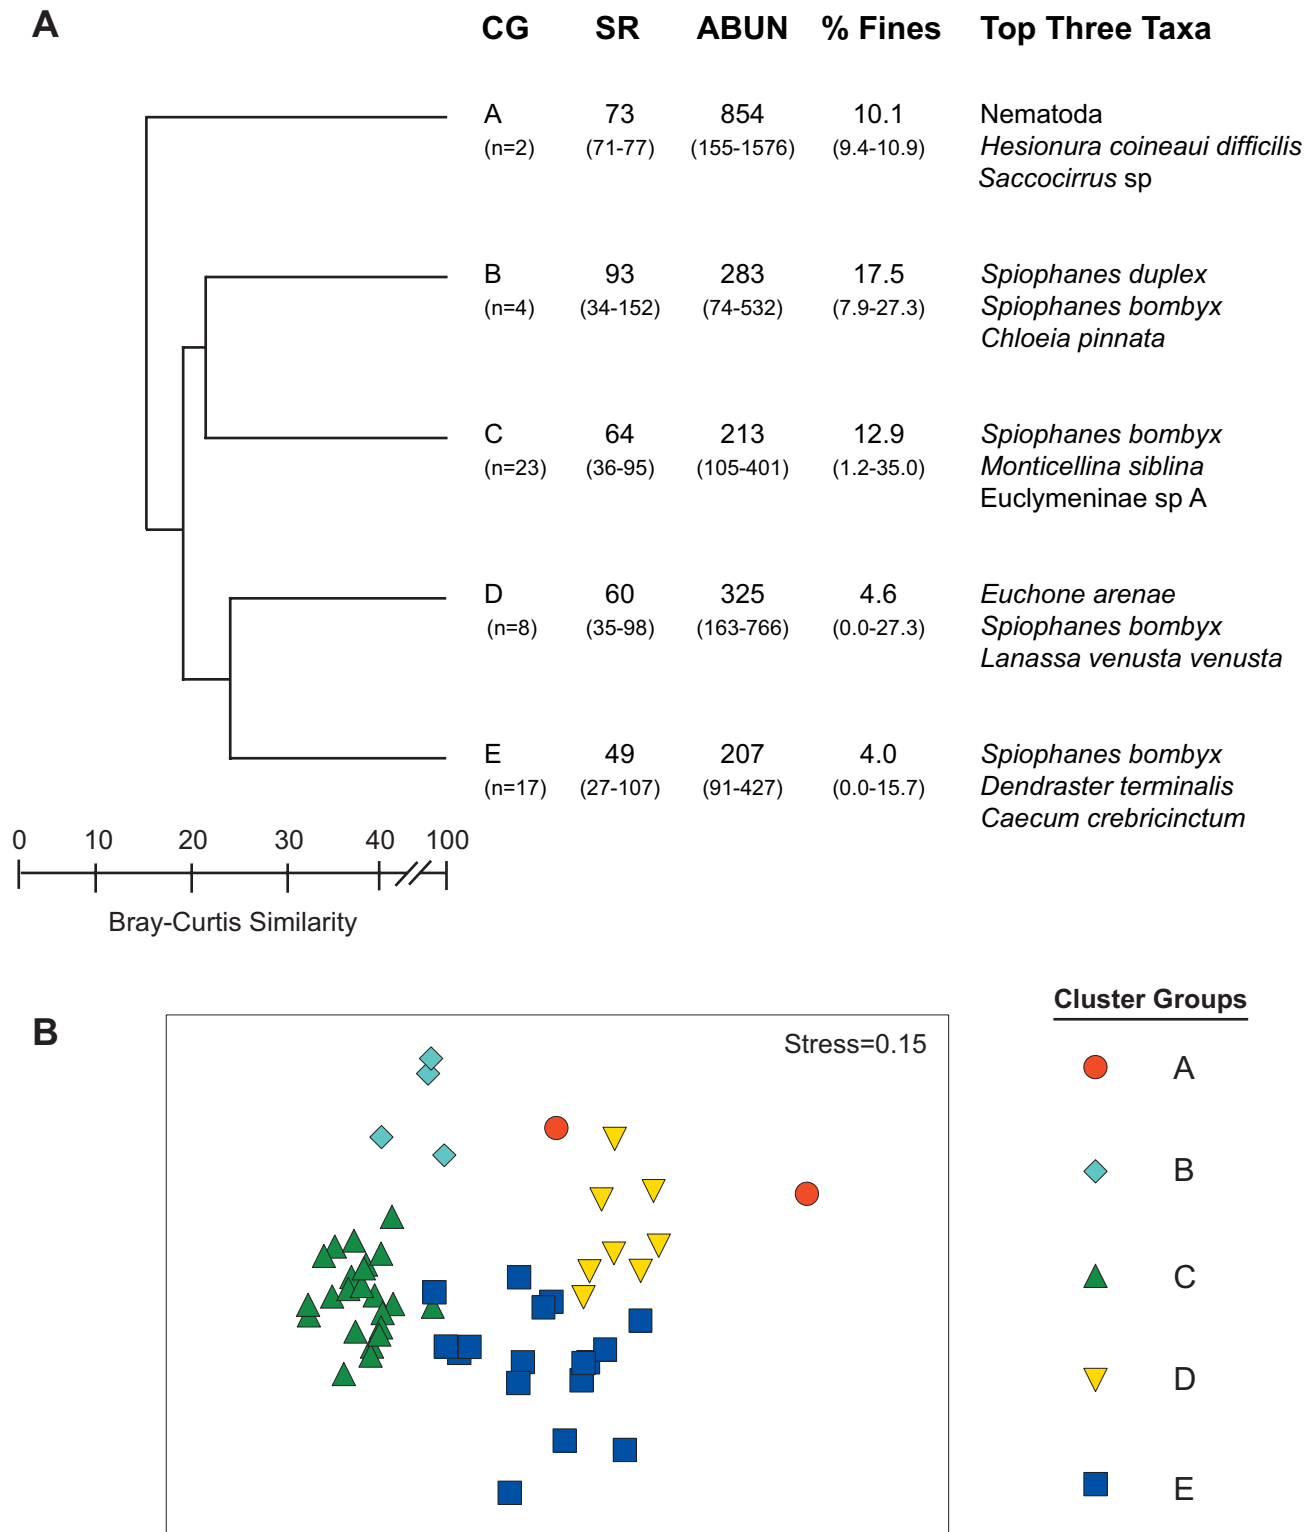 A
CG SR ABUN % Fines Top Three Taxa
A 73 854 10.1 Nematoda
(n=2) (71-77) (155-1576) (9.4-10.9) Hesionura coineaui difficilis
Saccocirrus sp
B 93 283 17.5 Spiophanes duplex
(n=4) (34-152) (74-532) (7.9-27.3) Spiophanes bombyx
Chloeia pinnata
C 64 213 12.9 Spiophanes bombyx
(n=23) (36-95) (105-401) (1.2-35.0) Monticellina siblina
Euclymeninae sp A
D 60 325 4.6 Euchone arenae
(n=8) (35-98) (163-766) (0.0-27.3) Spiophanes bombyx
Lanassa venusta venusta
E 49 207 4.0 Spiophanes bombyx
(n=17) (27-107) (91-427) (0.0-15.7) Dendraster terminalis
Caecum crebricinctum
0 10 20 30 40 100
Bray-Curtis Similarity
B
Stress=0.15
Cluster Groups
A
B
C
D
E